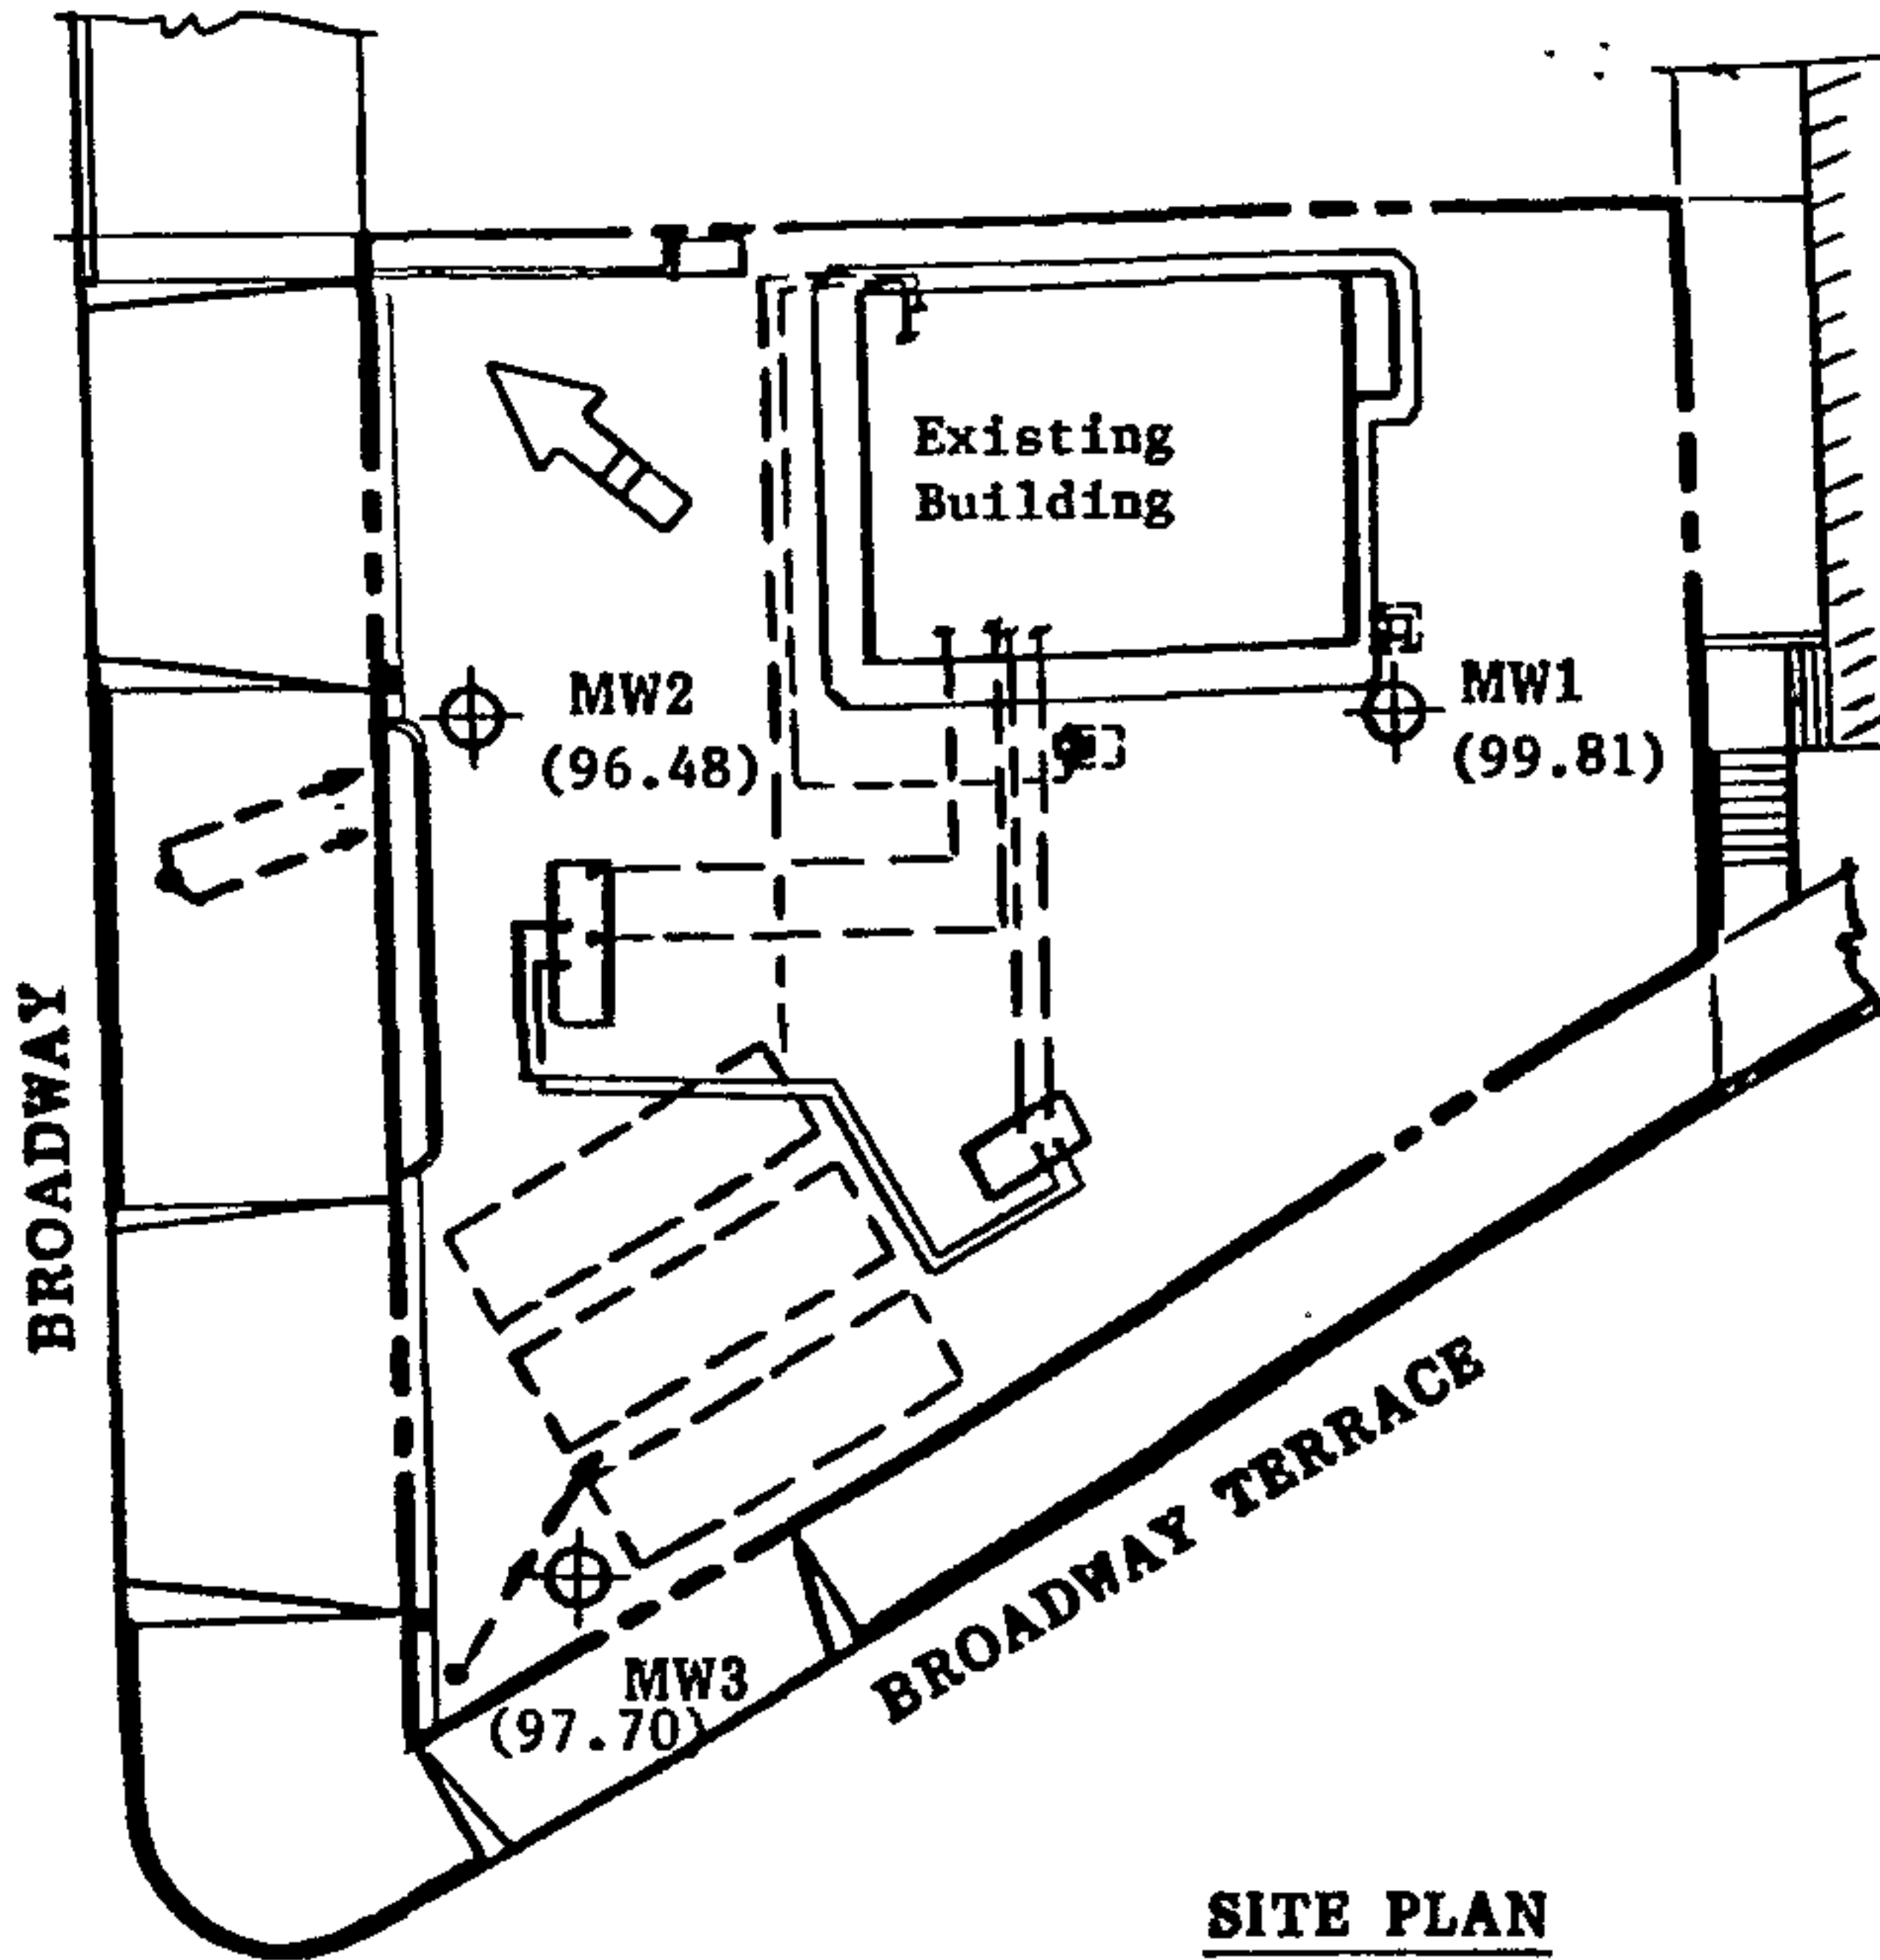 Existing
Building
MW2
(96.48)
MW1
(99.81)
BROADWAY
BROADWAY TERRACE
MW3
(97.70)
SITE PLAN